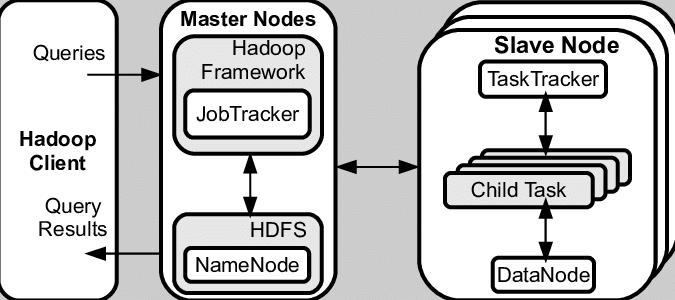 Queries
Hadoop
Client
Query
Results
Master Nodes
Hadoop
Framework
JobTracker
HDFS
NameNode
Slave Node
TaskTracker
Child Task
DataNode